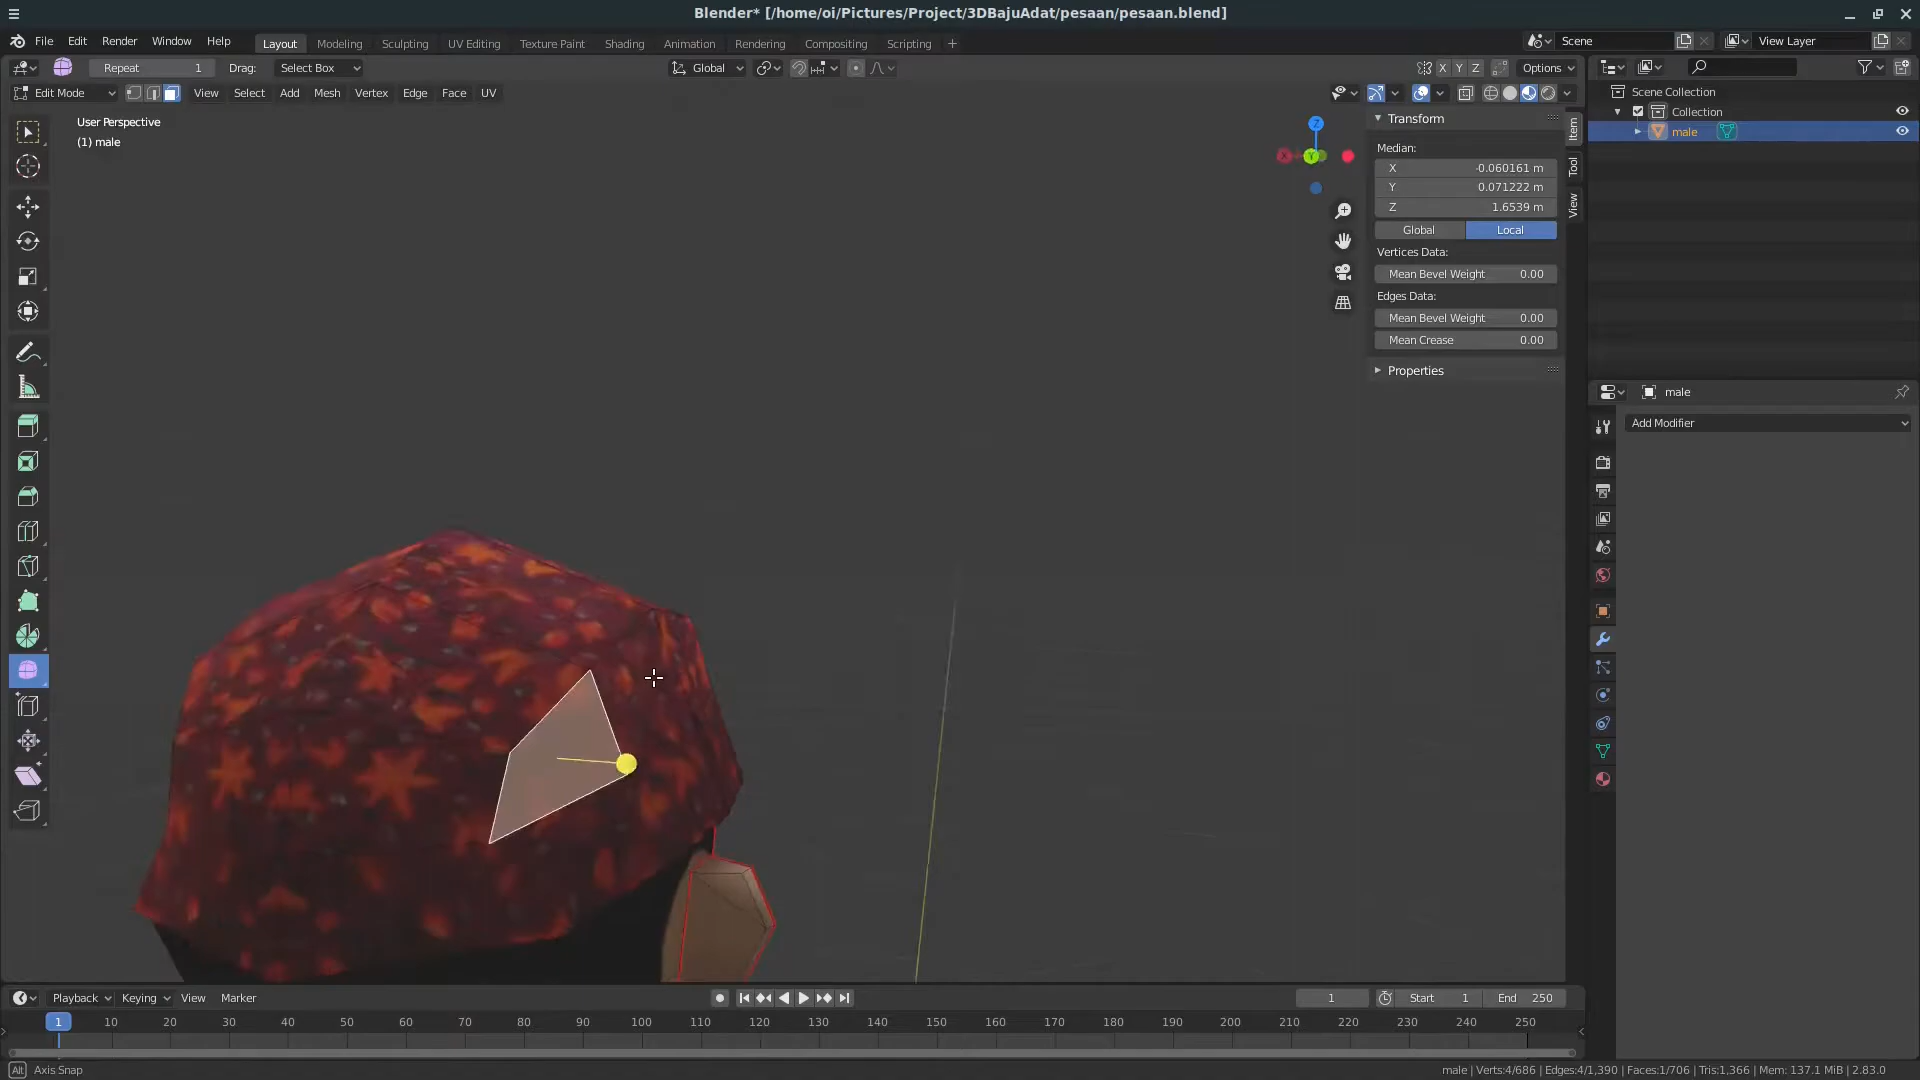 Blender* [/home/oi/Pictures/Project/3DBajuAdat/pesaan/pesaan.blend]
File Edit Render Window Help Layout Modeling Sculpting UV Editing Texture Paint Shading Animation Rendering Compositing Scripting + Scene View Layer
Repeat 1 Drag: Select Box Global X Y Z Options
Edit Mode View Select Add Mesh Vertex Edge Face UV
User Perspective
(1) male
Z
X Y
Transform
Median:
X -0.060161 m
Y 0.071222 m
Z 1.6539 m
Global Local
Vertices Data:
Mean Bevel Weight 0.00
Edges Data:
Mean Bevel Weight 0.00
Mean Crease 0.00
Properties
Item
Tool
View
Scene Collection
Collection
male
male
Add Modifier
Playback Keying View Marker 1 Start 1 End 250
1 10 20 30 40 50 60 70 80 90 100 110 120 130 140 150 160 170 180 190 200 210 220 230 240 250
Alt Axis Snap
male | Verts:4/686 | Edges:4/1,390 | Faces:1/706 | Tris:1,366 | Mem: 137.1 MiB | 2.83.0